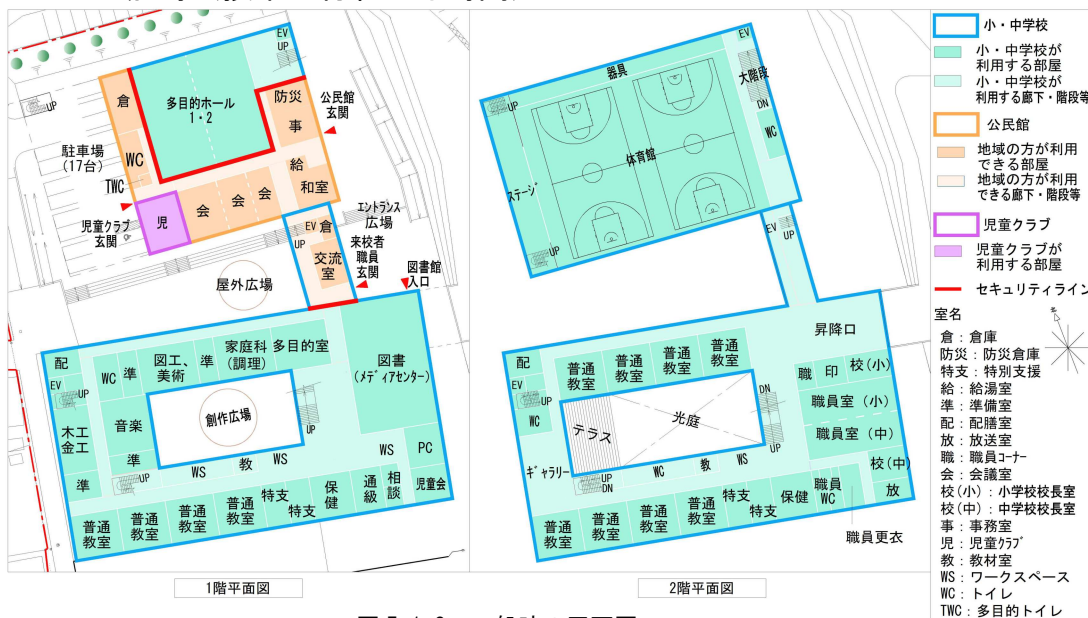 EV
UP
UP
倉
多目的ホール
1・2
防災
事
公民館
玄関
駐車場
(17台)
WC
TWC
給
和室
児童クラブ
玄関
児
会
会
会
エントランス
広場
EV
倉
UP
交流
室
来校者
職員
玄関
図書館
入口
屋外広場
配
EV
UP
WC
準
図工、
美術
準
家庭科
(調理)
多目的室
図書
(メディアセンター)
木工
金工
音楽
創作広場
UP
準
準
WS
教
WS
WS
PC
児童会
普通
教室
普通
教室
普通
教室
普通
教室
特支
特支
保
健
通
級
相
談
1階平面図
EV
器具
UP
大階段
DN
WC
体育館
ステージ
UP
EV
UP
昇降口
配
EV
UP
WC
普通
教室
普通
教室
普通
教室
普通
教室
職
印
校(小)
職員室(小)
職員室(中)
校(中)
放
DN
UP
テラス
光庭
ギャラリー
UP
DN
WC
教
WS
普通
教室
普通
教室
普通
教室
普通
教室
特支
特支
保健
職員
WC
職員更衣
2階平面図
小・中学校
小・中学校が
利用する部屋
小・中学校が
利用する廊下・階段等
公民館
地域の方が利用
できる部屋
地域の方が利用
できる廊下・階段等
児童クラブ
児童クラブが
利用する部屋
セキュリティライン
室名
倉:倉庫
防災:防災倉庫
特支:特別支援
給:給湯室
準:準備室
配:配膳室
放:放送室
職:職員コーナー
会:会議室
校(小):小学校校長室
校(中):中学校校長室
事:事務室
児:児童クラブ
教:教材室
WS:ワークスペース
WC:トイレ
TWC:多目的トイレ